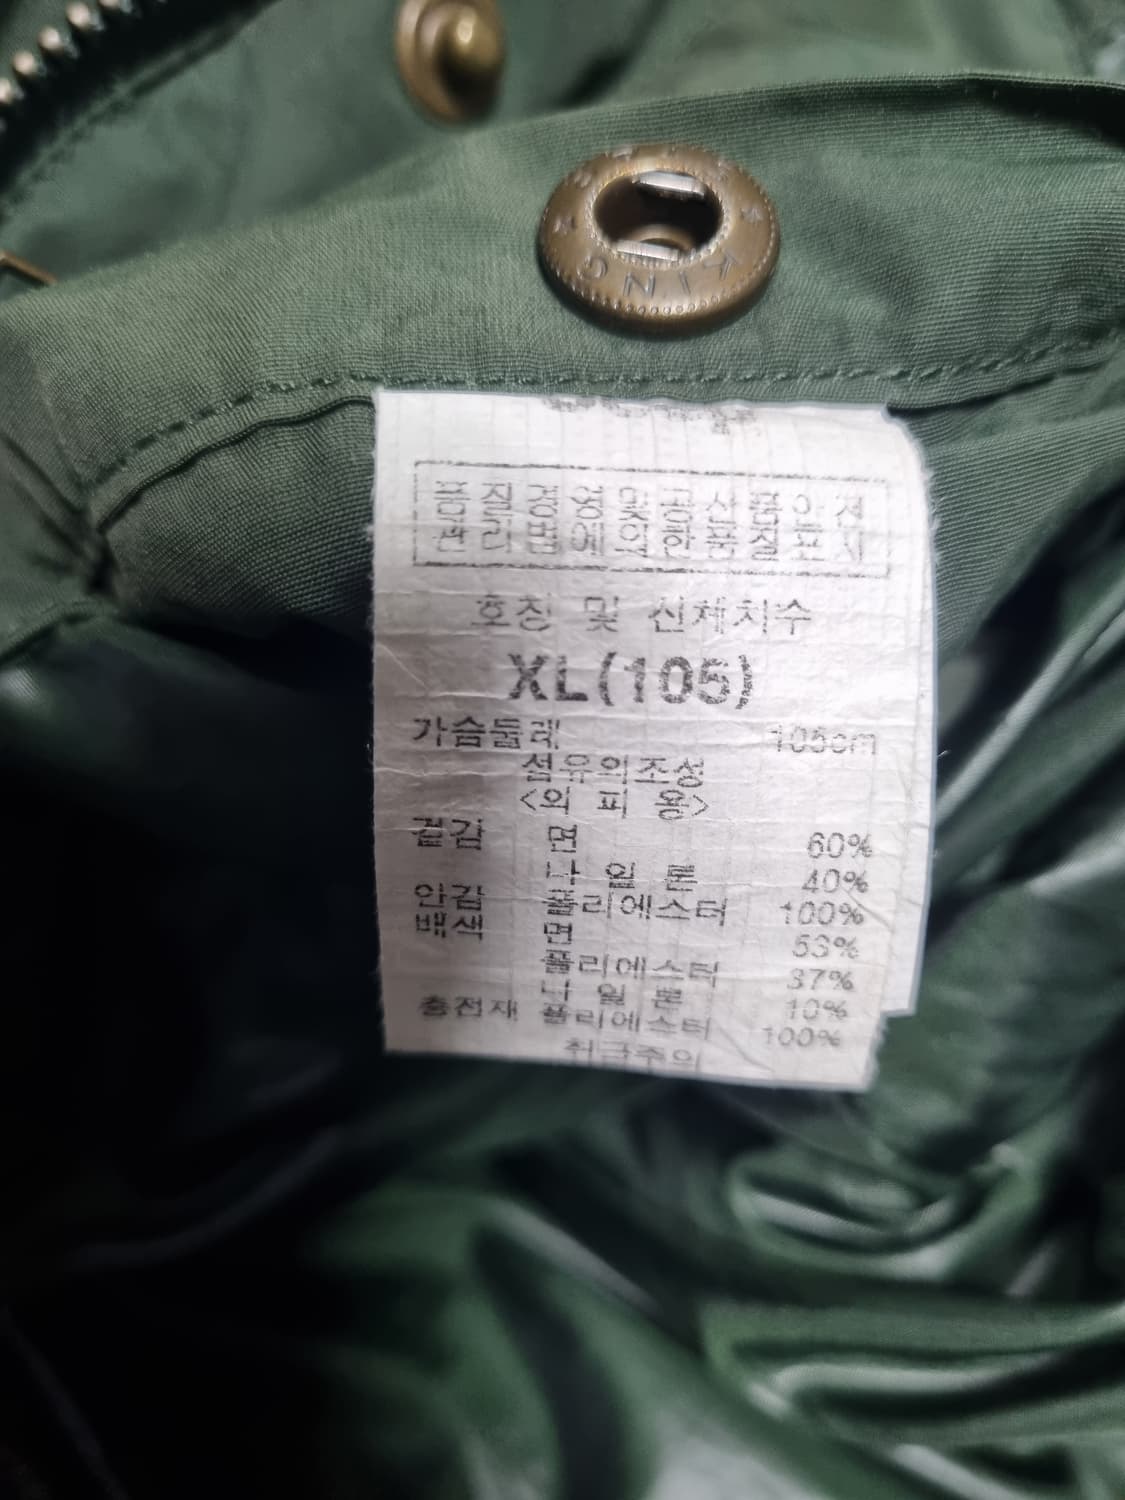 KING
품질경영및공산품안전
관리법에의한품질표시
호칭 및 신체치수
XL(105)
가슴둘레 105cm
섬유의조성
<외 피 용>
겉감 면 60%
나 일 론 40%
안감 폴리에스터 100%
배색 면 53%
폴리에스터 37%
나 일 론 10%
충전재 폴리에스터 100%
취급주의